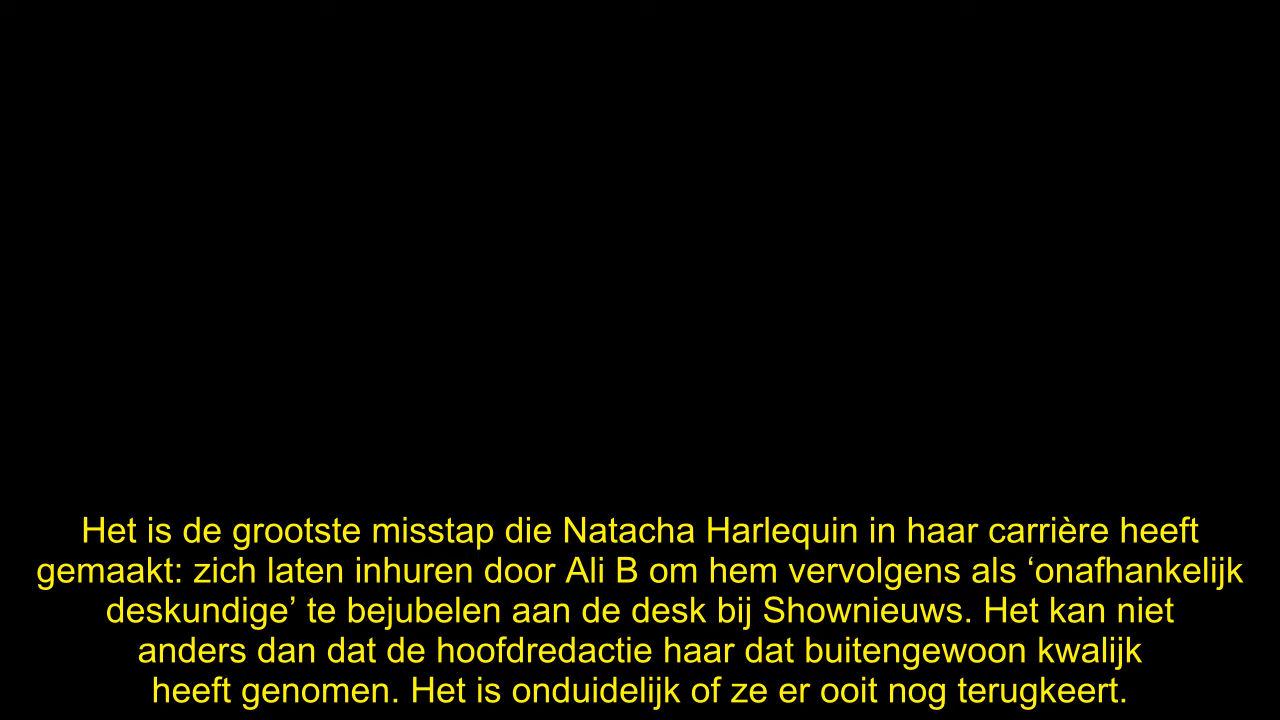 Het is de grootste misstap die Natacha Harlequin in haar carrière heeft
gemaakt: zich laten inhuren door Ali B om hem vervolgens als ‘onafhankelijk
deskundige’ te bejubelen aan de desk bij Shownieuws. Het kan niet
anders dan dat de hoofdredactie haar dat buitengewoon kwalijk
heeft genomen. Het is onduidelijk of ze er ooit nog terugkeert.